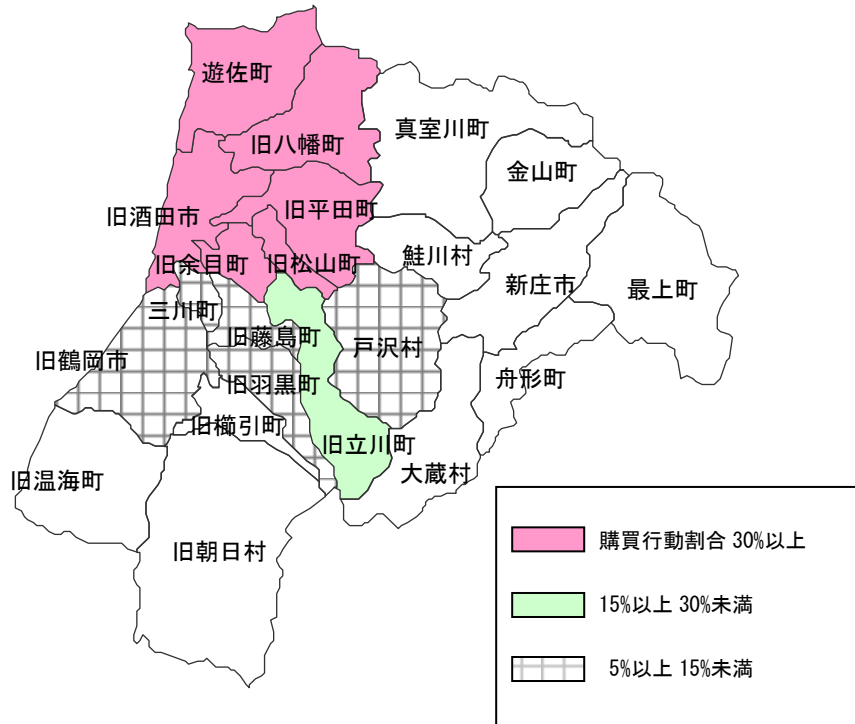 遊佐町
真室川町
旧八幡町
金山町
旧酒田市
旧平田町
旧余目町
旧松山町
鮭川村
新庄市
最上町
三川町
旧藤島町
戸沢村
旧鶴岡市
旧羽黒町
舟形町
旧櫛引町
旧立川町
大蔵村
旧温海町
旧朝日村
購買行動割合 30%以上
15%以上 30%未満
5%以上 15%未満